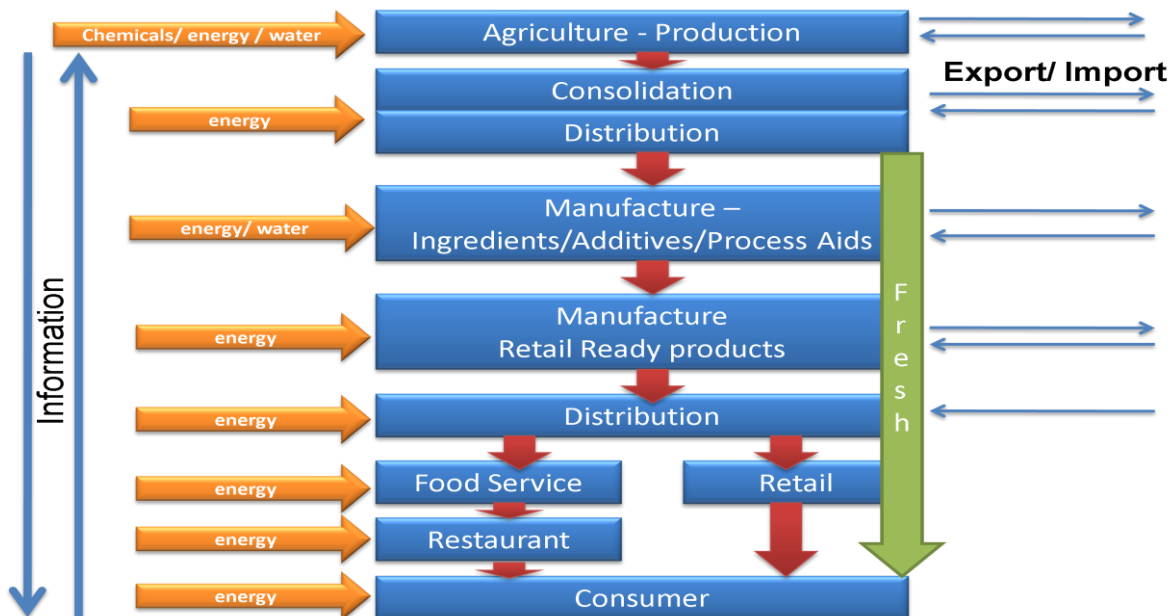 Chemicals/ energy / water
Agriculture - Production
Export/ Import
Consolidation
energy
Distribution
energy/ water
Manufacture –
Ingredients/Additives/Process Aids
Fresh
Information
energy
Manufacture
Retail Ready products
energy
Distribution
energy
Food Service
Retail
energy
Restaurant
energy
Consumer